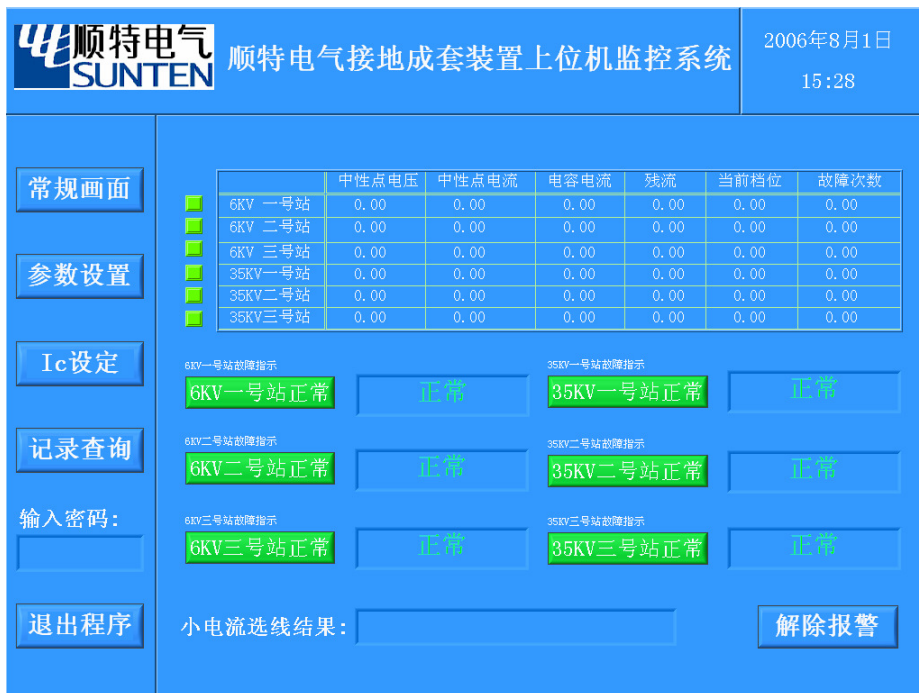 顺特电气
SUNTEN
顺特电气接地成套装置上位机监控系统
2006年8月1日
15:28
常规画面
参数设置
Ic设定
记录查询
输入密码:
退出程序
中性点电压 中性点电流 电容电流 残流 当前档位 故障次数
6KV 一号站 0.00 0.00 0.00 0.00 0.00 0.00
6KV 二号站 0.00 0.00 0.00 0.00 0.00 0.00
6KV 三号站 0.00 0.00 0.00 0.00 0.00 0.00
35KV一号站 0.00 0.00 0.00 0.00 0.00 0.00
35KV二号站 0.00 0.00 0.00 0.00 0.00 0.00
35KV三号站 0.00 0.00 0.00 0.00 0.00 0.00
6KV一号站故障指示 35KV一号站故障指示
6KV一号站正常 正常 35KV一号站正常 正常
6KV二号站故障指示 35KV二号站故障指示
6KV二号站正常 正常 35KV二号站正常 正常
6KV三号站故障指示 35KV三号站故障指示
6KV三号站正常 正常 35KV三号站正常 正常
小电流选线结果: 解除报警